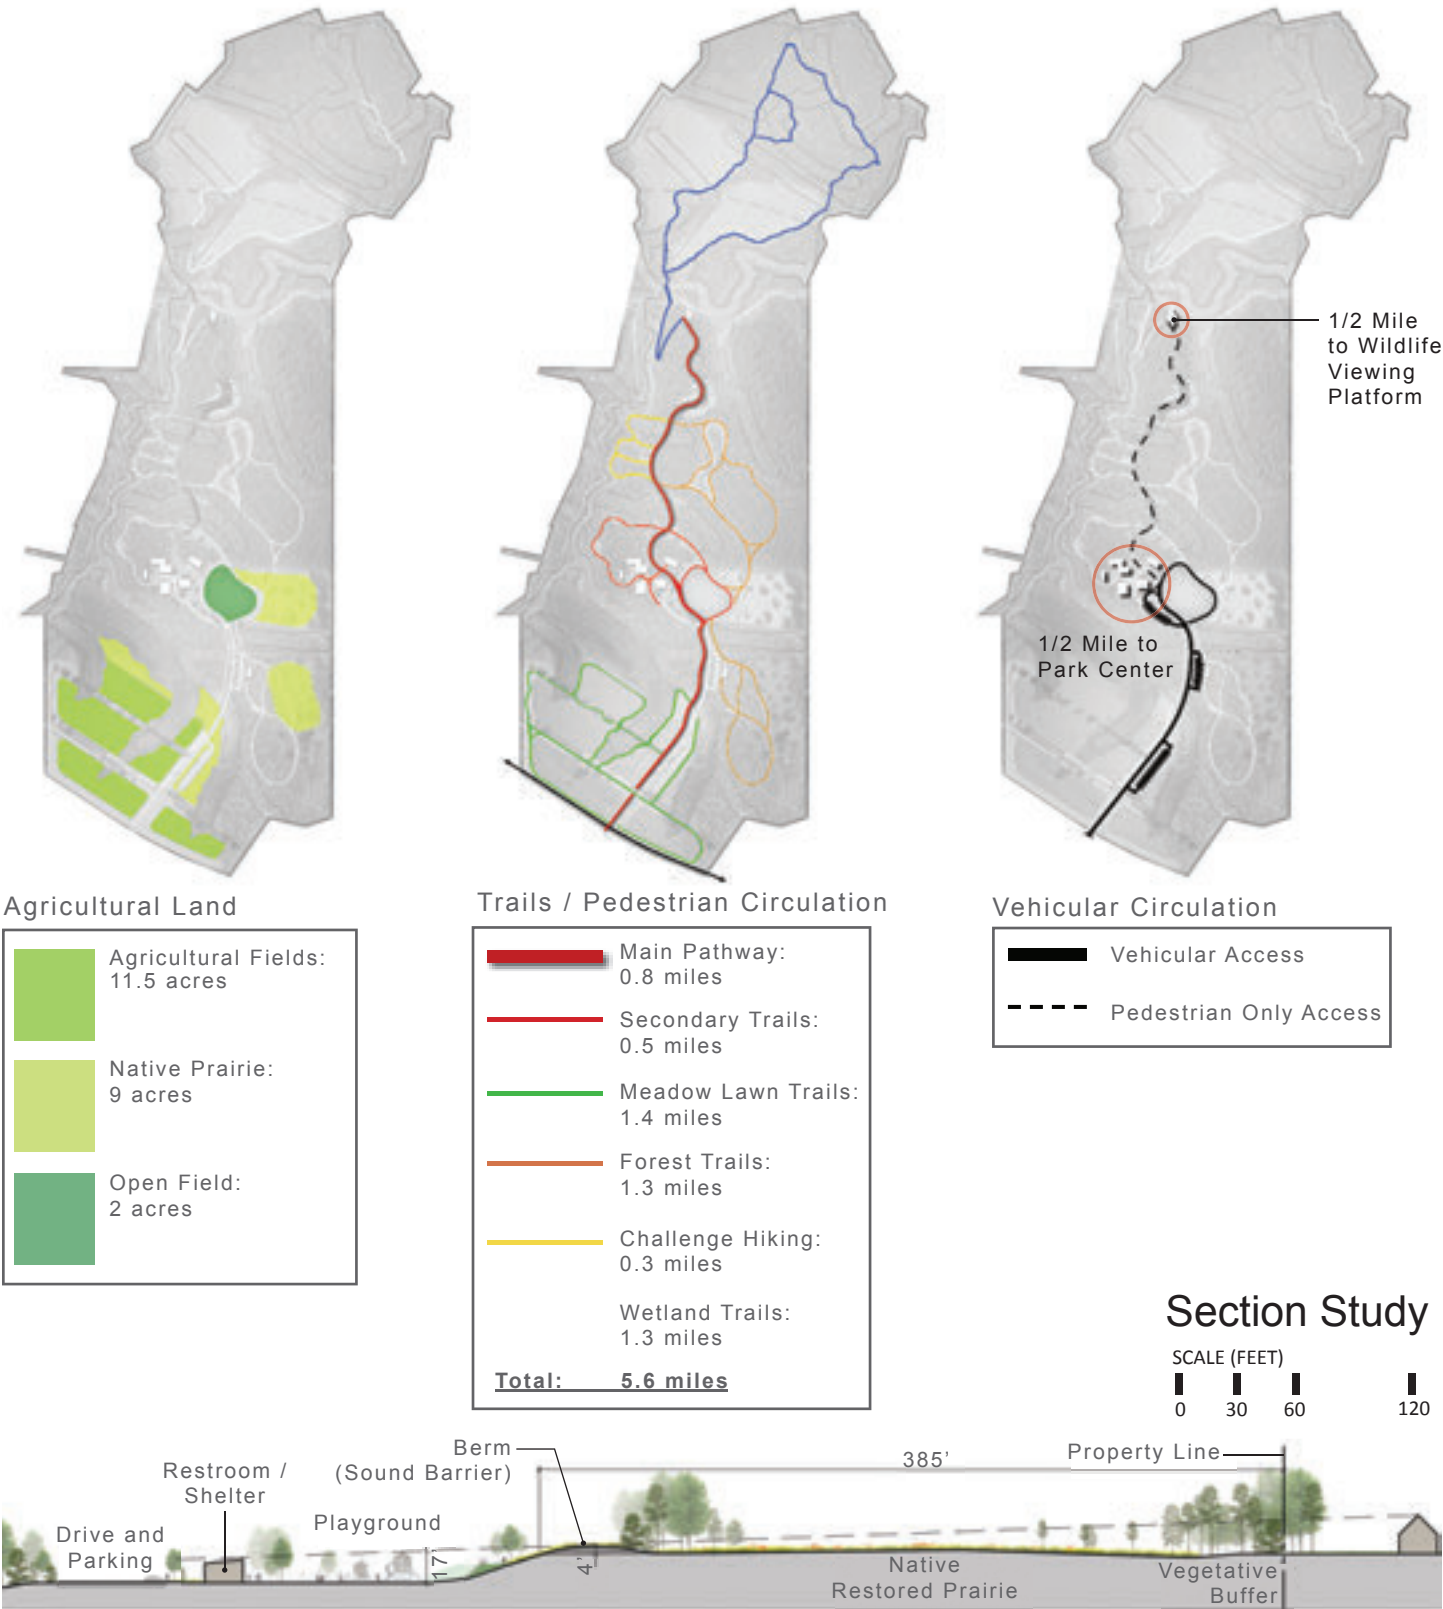 1/2 Mile
to Wildlife
Viewing
Platform
1/2 Mile to
Park Center
Agricultural Land
Agricultural Fields:
11.5 acres
Native Prairie:
9 acres
Open Field:
2 acres
Trails / Pedestrian Circulation
Main Pathway:
0.8 miles
Secondary Trails:
0.5 miles
Meadow Lawn Trails:
1.4 miles
Forest Trails:
1.3 miles
Challenge Hiking:
0.3 miles
Wetland Trails:
1.3 miles
Total: 5.6 miles
Vehicular Circulation
Vehicular Access
Pedestrian Only Access
Section Study
SCALE (FEET)
0 30 60 120
Drive and
Parking
Restroom /
Shelter
Playground
17'
Berm
(Sound Barrier)
4'
385'
Native
Restored Prairie
Property Line
Vegetative
Buffer